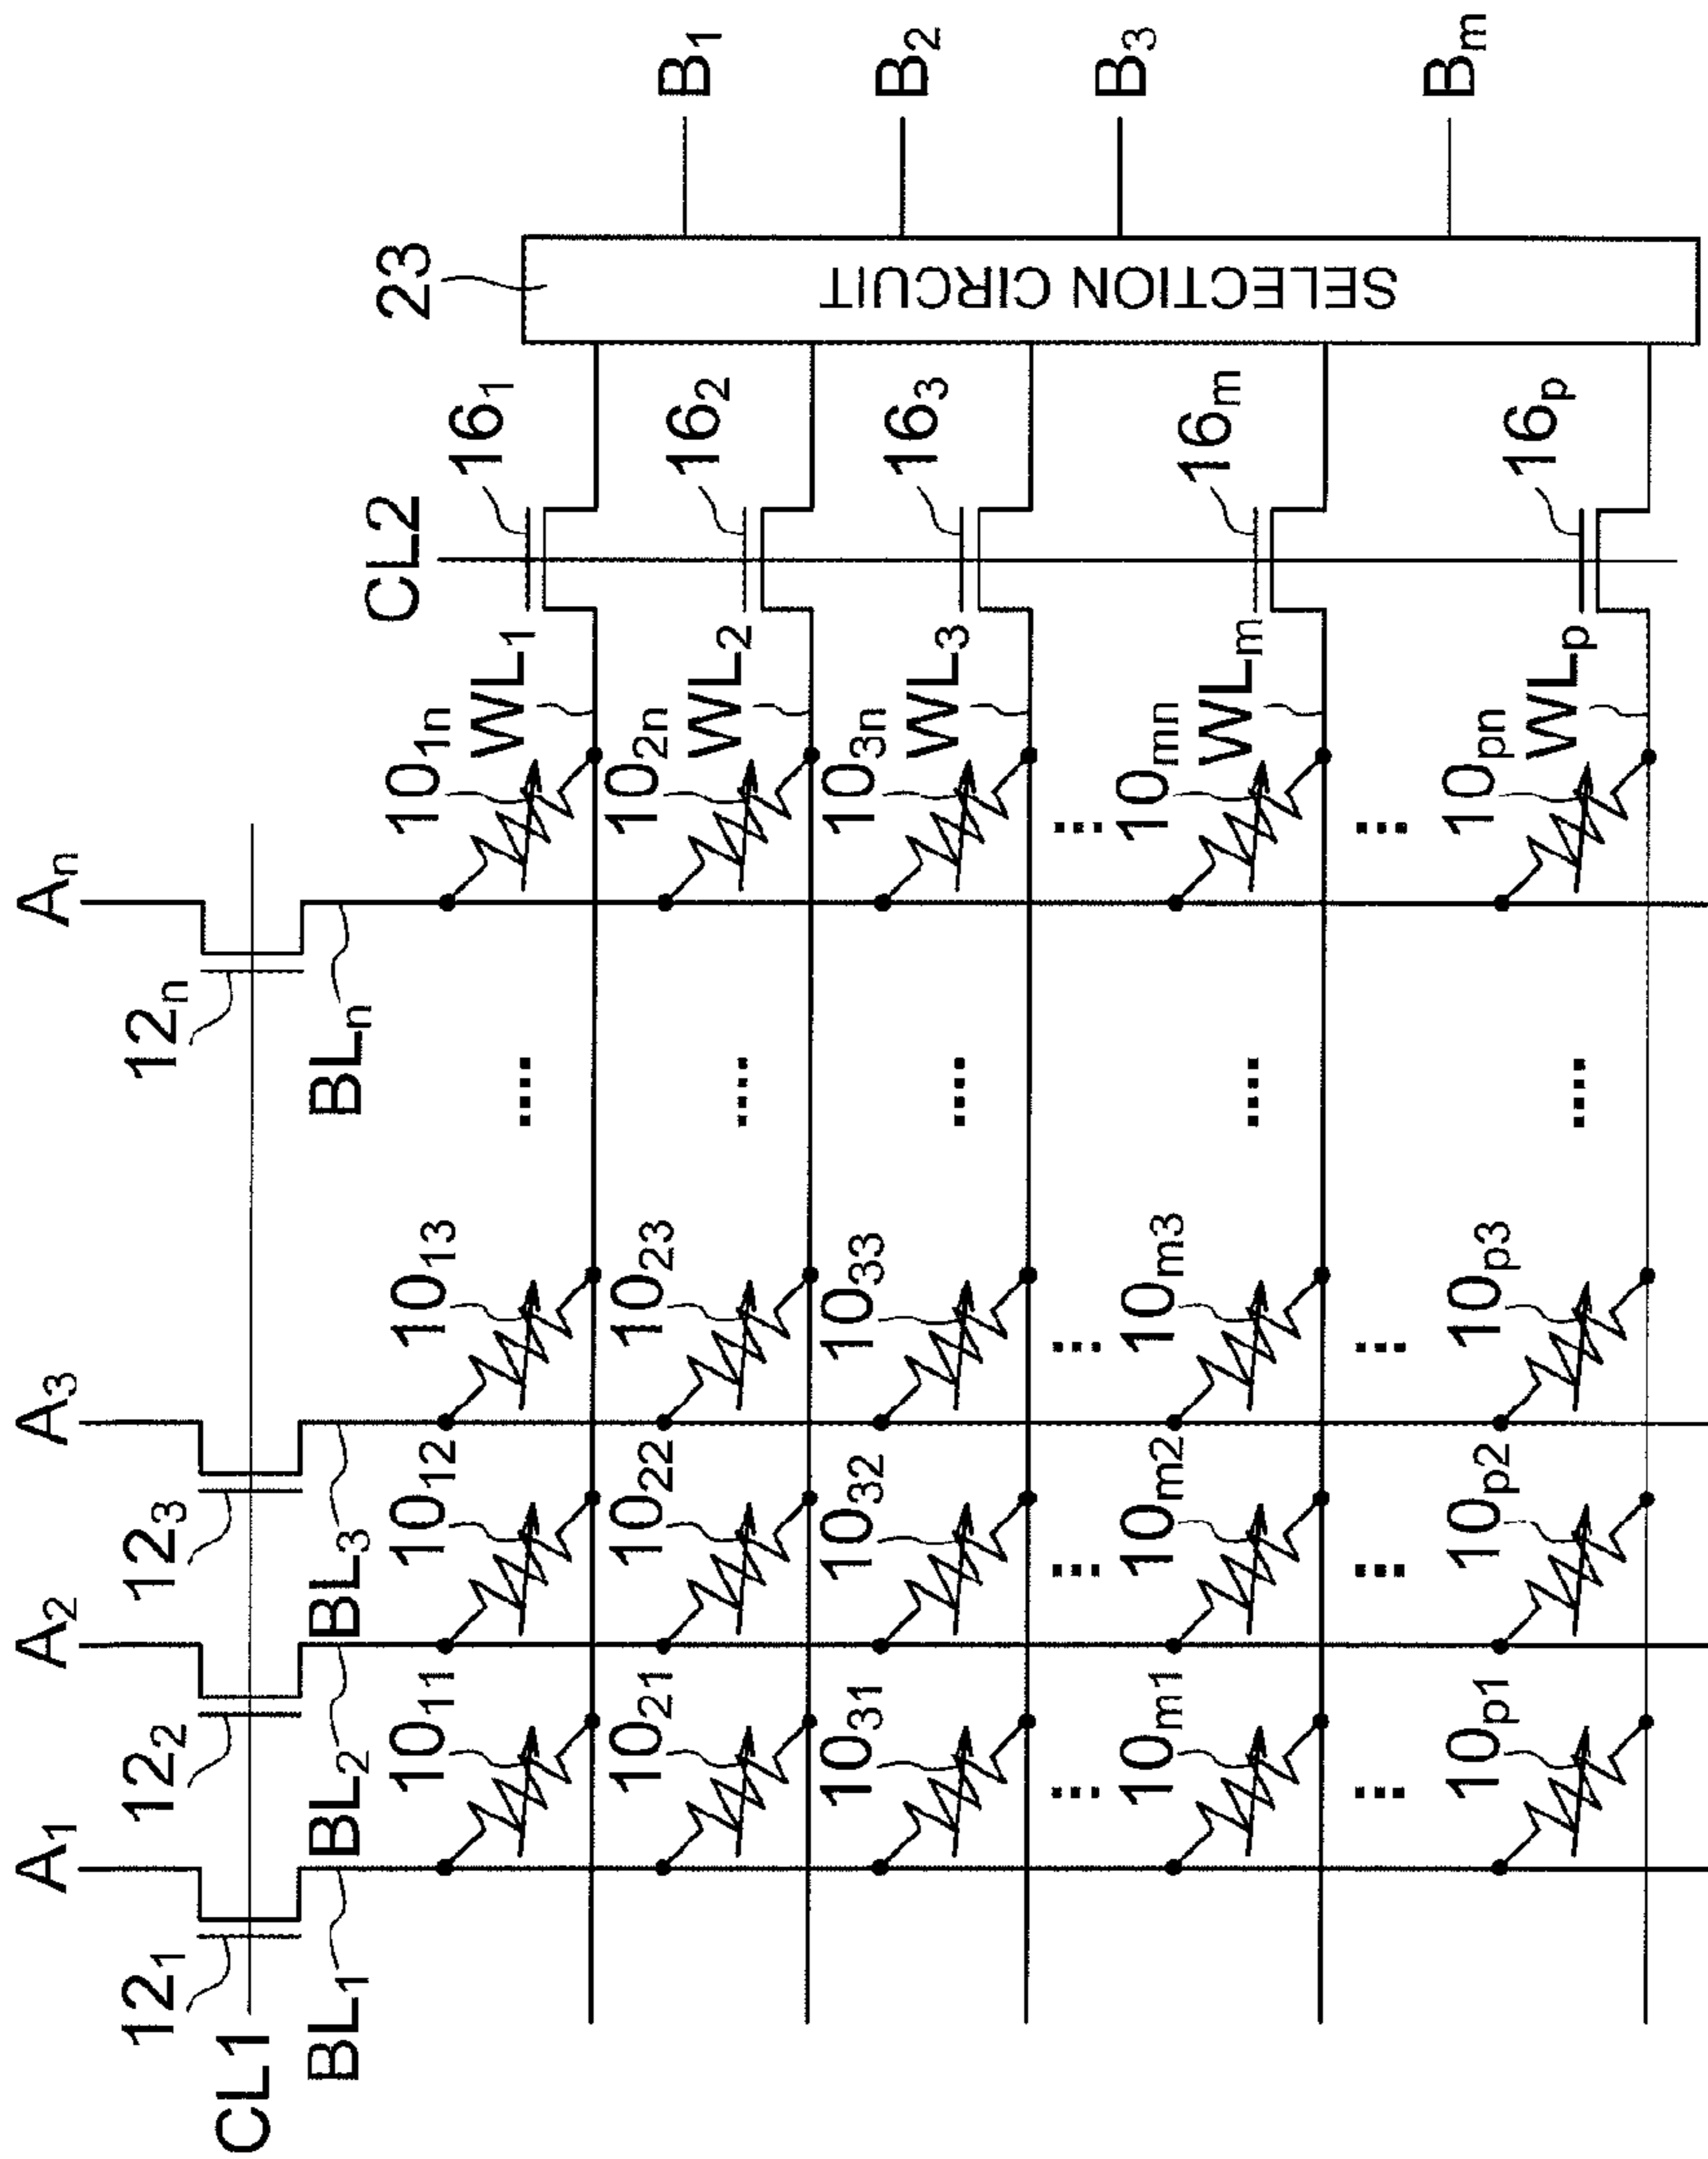 A₁
A₂
A₃
Aₙ
12₁
12₂
12₃
12ₙ
CL1
BL₁
BL₂
BL₃
BLₙ
CL2
23
SELECTION CIRCUIT
10₁₁
10₁₂
10₁₃
10₁ₙ
WL₁
16₁
B₁
10₂₁
10₂₂
10₂₃
10₂ₙ
WL₂
16₂
B₂
10₃₁
10₃₂
10₃₃
10₃ₙ
WL₃
16₃
B₃
10ₘ₁
10ₘ₂
10ₘ₃
10ₘₙ
WLₘ
16ₘ
Bₘ
10ₚ₁
10ₚ₂
10ₚ₃
10ₚₙ
WLₚ
16ₚ